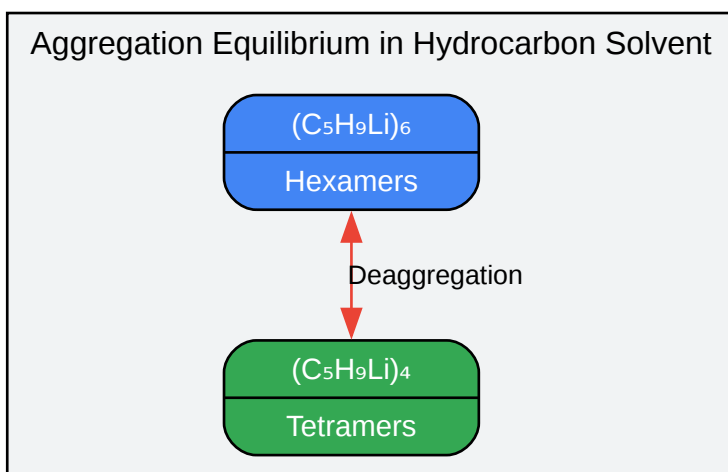 Aggregation Equilibrium in Hydrocarbon Solvent
(C₅H₉Li)₆
Hexamers
Deaggregation
(C₅H₉Li)₄
Tetramers